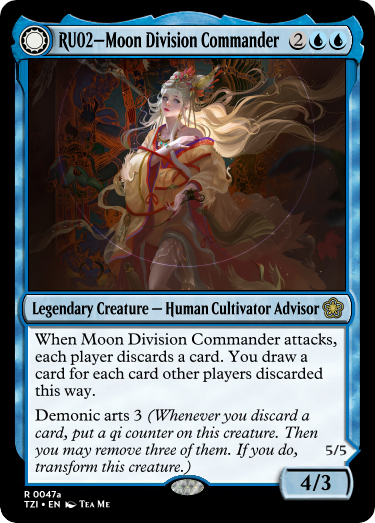 RU02—Moon Division Commander 2
Legendary Creature — Human Cultivator Advisor
When Moon Division Commander attacks,
each player discards a card. You draw a
card for each card other players discarded
this way.
Demonic arts 3 (Whenever you discard a
card, put a qi counter on this creature. Then
you may remove three of them. If you do,
transform this creature.)
5/5
4/3
R 0047a
TZI • EN Tea Me